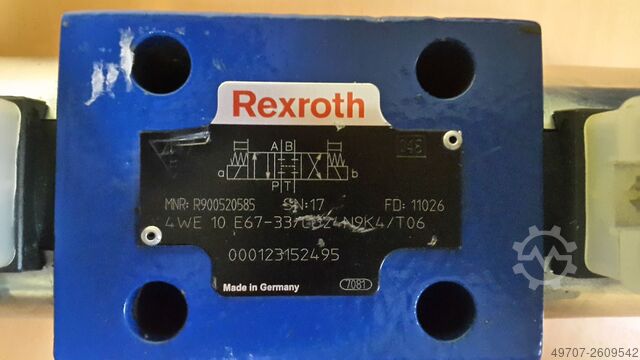 Rexroth
A B
a b
P T
MNR: R900520585 SN:17 FD: 11026
4WE 10 E67-33/CG24N9K4/T06
000123152495
Made in Germany
7081
49707-2609542